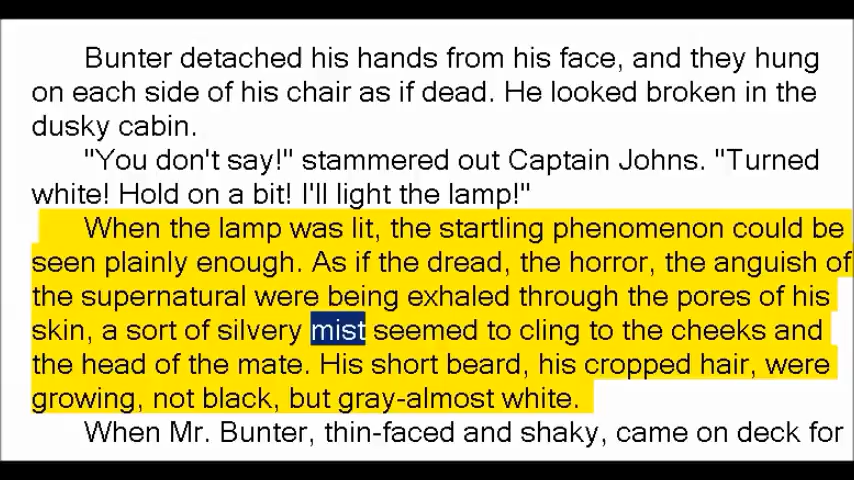 Bunter detached his hands from his face, and they hung
on each side of his chair as if dead. He looked broken in the
dusky cabin.
"You don't say!" stammered out Captain Johns. "Turned
white! Hold on a bit! I'll light the lamp!"
When the lamp was lit, the startling phenomenon could be
seen plainly enough. As if the dread, the horror, the anguish of
the supernatural were being exhaled through the pores of his
skin, a sort of silvery mist seemed to cling to the cheeks and
the head of the mate. His short beard, his cropped hair, were
growing, not black, but gray-almost white.
When Mr. Bunter, thin-faced and shaky, came on deck for